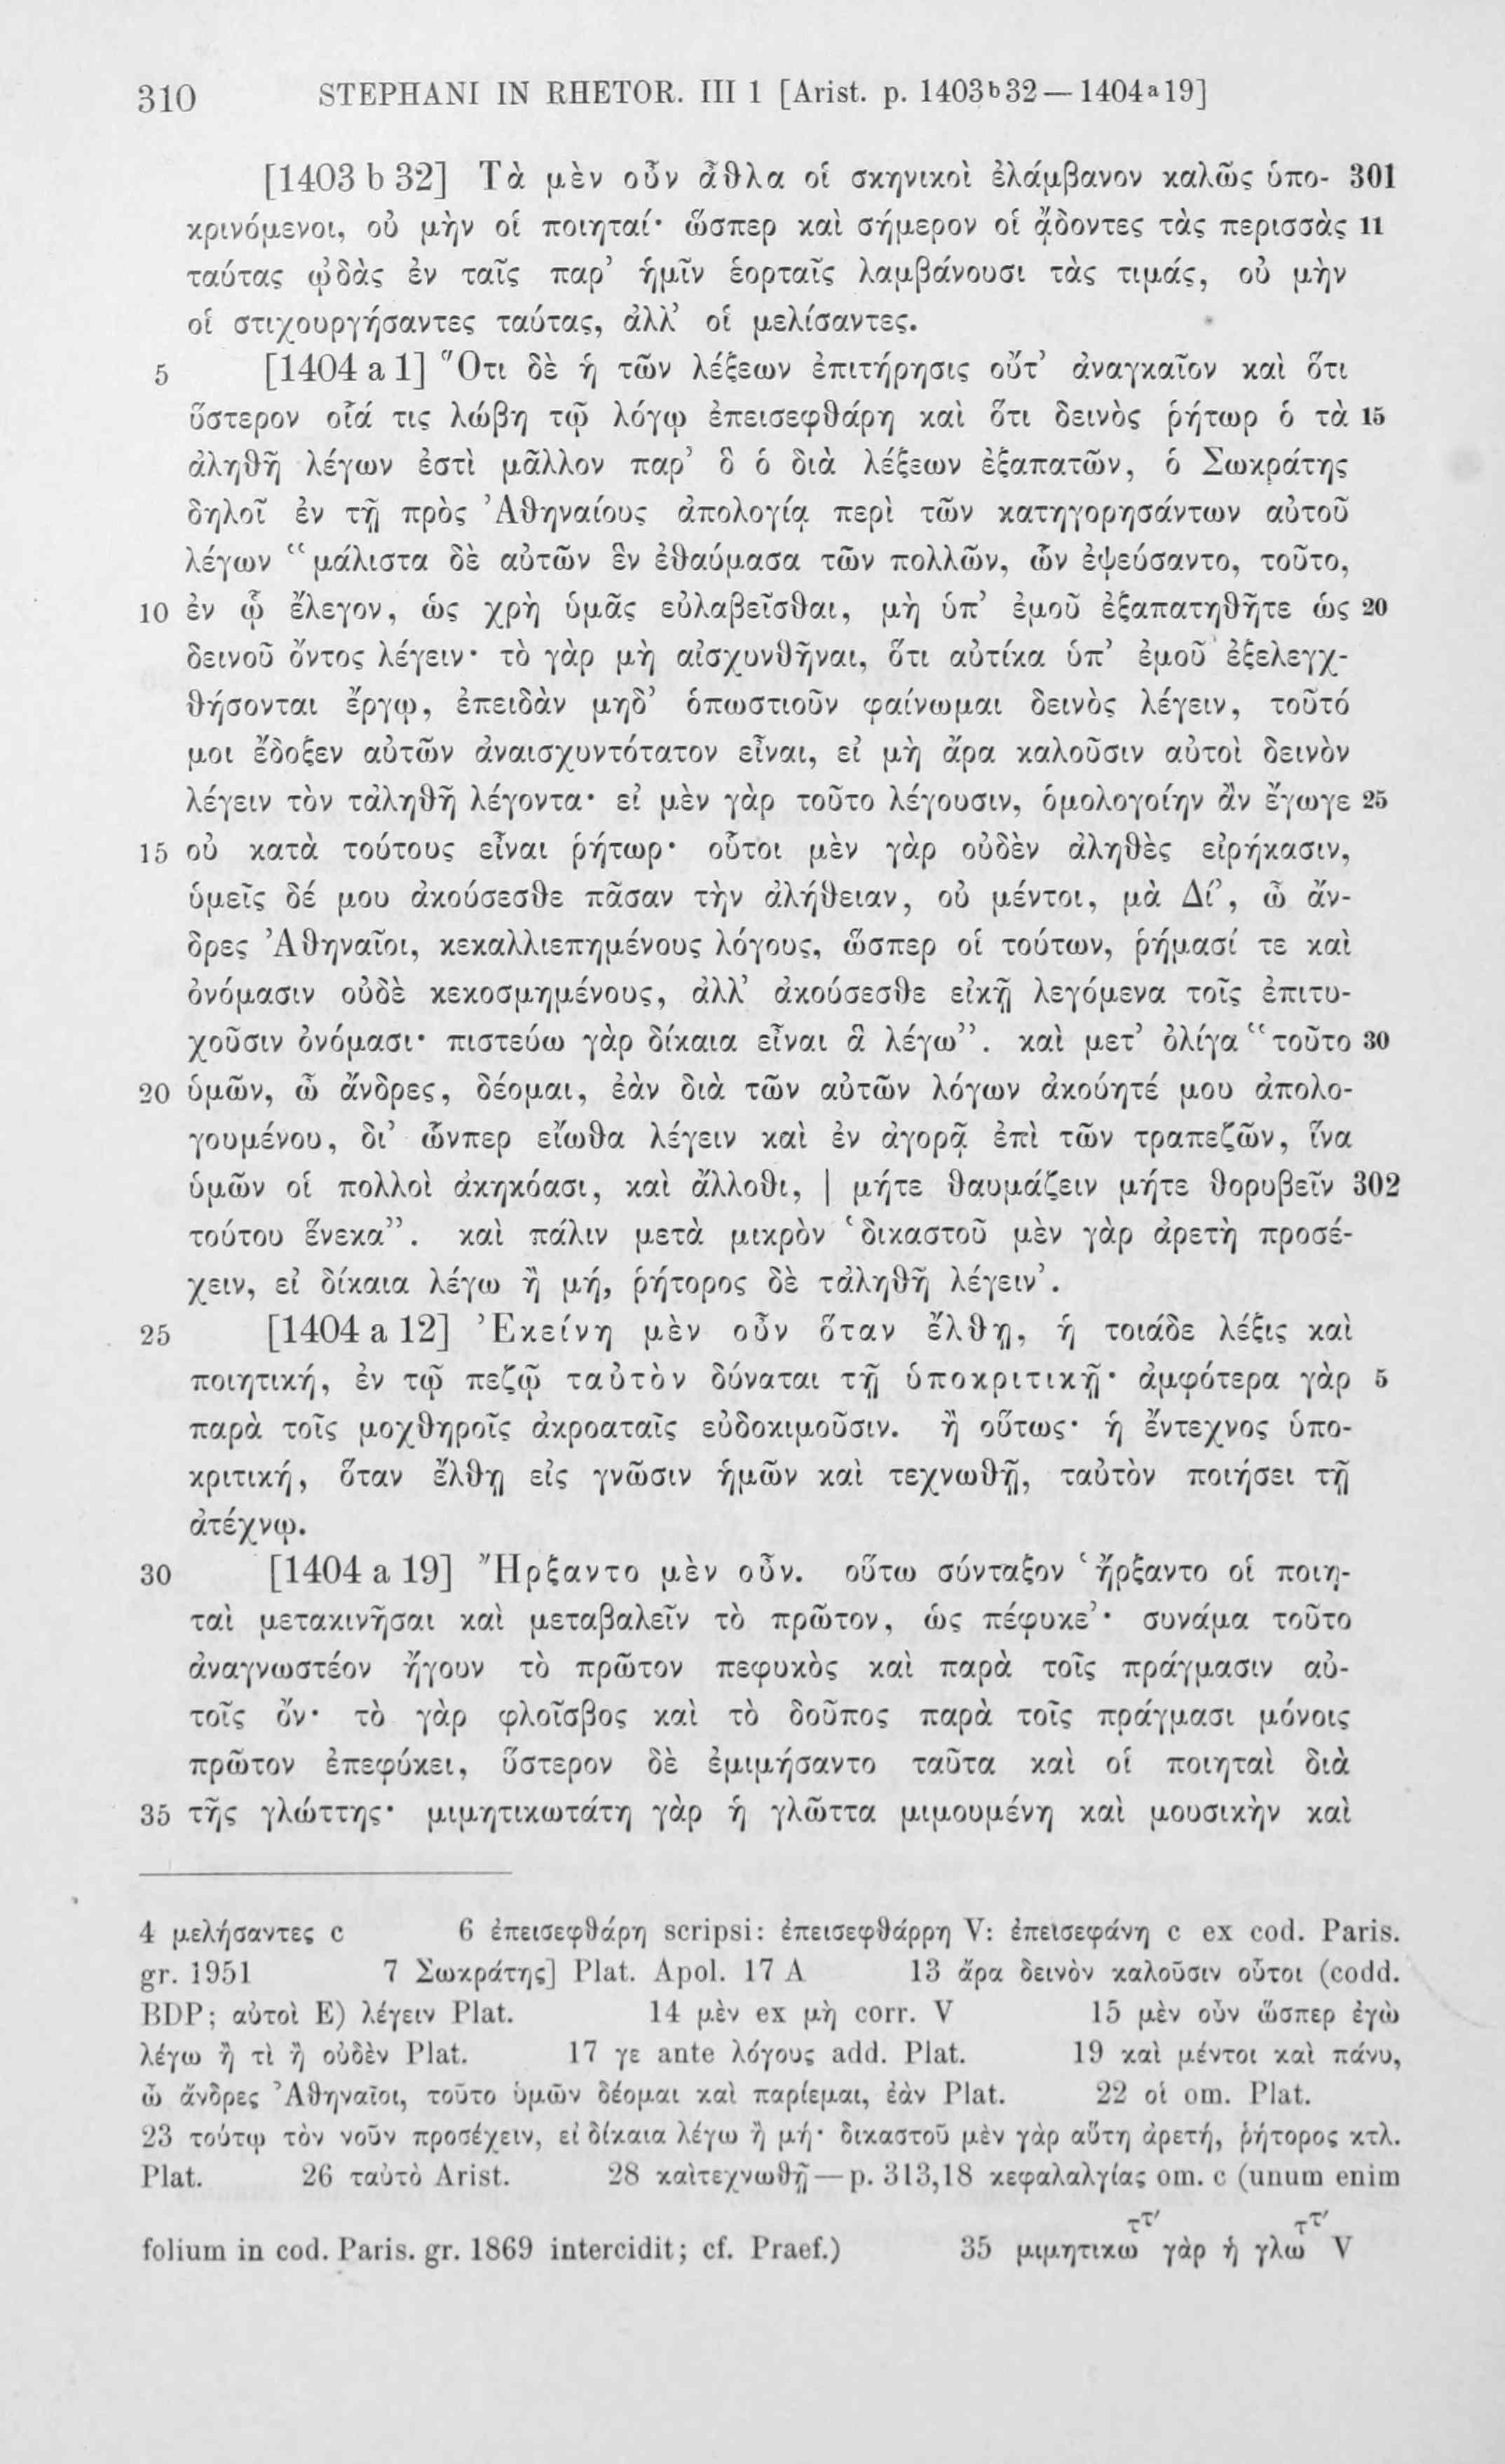 310 STEPHANI IN RHETOR. III 1 [Arist. p. 1403b32 — 1404a19]
[1403 b 32] Τὰ μὲν οὖν ἆθλα οἱ σκηνικοὶ ἐλάμβανον καλῶς ὑπο- 301
κρινόμενοι, οὐ μὴν οἱ ποιηταί· ὥσπερ καὶ σήμερον οἱ ᾄδοντες τὰς περισσὰς 11
ταύτας ᾠδὰς ἐν ταῖς παρ’ ἡμῖν ἑορταῖς λαμβάνουσι τὰς τιμάς, οὐ μὴν
οἱ στιχουργήσαντες ταύτας, ἀλλ’ οἱ μελίσαντες.
5 [1404 a 1] Ὅτι δὲ ἡ τῶν λέξεων ἐπιτήρησις οὔτ’ ἀναγκαῖον καὶ ὅτι
ὕστερον οἷά τις λώβη τῷ λόγῳ ἐπεισεφθάρη καὶ ὅτι δεινὸς ῥήτωρ ὁ τὰ 15
ἀληθῆ λέγων ἐστὶ μᾶλλον παρ’ ὃ ὁ διὰ λέξεων ἐξαπατῶν, ὁ Σωκράτης
δηλοῖ ἐν τῇ πρὸς Ἀθηναίους ἀπολογίᾳ περὶ τῶν κατηγορησάντων αὐτοῦ
λέγων “μάλιστα δὲ αὐτῶν ἓν ἐθαύμασα τῶν πολλῶν, ὧν ἐψεύσαντο, τοῦτο,
10 ἐν ᾧ ἔλεγον, ὡς χρὴ ὑμᾶς εὐλαβεῖσθαι, μὴ ὑπ’ ἐμοῦ ἐξαπατηθῆτε ὡς 20
δεινοῦ ὄντος λέγειν· τὸ γὰρ μὴ αἰσχυνθῆναι, ὅτι αὐτίκα ὑπ’ ἐμοῦ ἐξελεγχ-
θήσονται ἔργῳ, ἐπειδὰν μηδ’ ὁπωστιοῦν φαίνωμαι δεινὸς λέγειν, τοῦτό
μοι ἔδοξεν αὐτῶν ἀναισχυντότατον εἶναι, εἰ μὴ ἄρα καλοῦσιν αὐτοὶ δεινὸν
λέγειν τὸν τἀληθῆ λέγοντα· εἰ μὲν γὰρ τοῦτο λέγουσιν, ὁμολογοίην ἂν ἔγωγε 25
15 οὐ κατὰ τούτους εἶναι ῥήτωρ· οὗτοι μὲν γὰρ οὐδὲν ἀληθὲς εἰρήκασιν,
ὑμεῖς δέ μου ἀκούσεσθε πᾶσαν τὴν ἀλήθειαν, οὐ μέντοι, μὰ Δί’, ὦ ἄν-
δρες Ἀθηναῖοι, κεκαλλιεπημένους λόγους, ὥσπερ οἱ τούτων, ῥήμασί τε καὶ
ὀνόμασιν οὐδὲ κεκοσμημένους, ἀλλ’ ἀκούσεσθε εἰκῇ λεγόμενα τοῖς ἐπιτυ-
χοῦσιν ὀνόμασι· πιστεύω γὰρ δίκαια εἶναι ἃ λέγω”. καὶ μετ’ ὀλίγα “τοῦτο 30
20 ὑμῶν, ὦ ἄνδρες, δέομαι, ἐὰν διὰ τῶν αὐτῶν λόγων ἀκούητέ μου ἀπολο-
γουμένου, δι’ ὧνπερ εἴωθα λέγειν καὶ ἐν ἀγορᾷ ἐπὶ τῶν τραπεζῶν, ἵνα
ὑμῶν οἱ πολλοὶ ἀκηκόασι, καὶ ἄλλοθι, | μήτε θαυμάζειν μήτε θορυβεῖν 302
τούτου ἕνεκα”. καὶ πάλιν μετὰ μικρὸν ‘δικαστοῦ μὲν γὰρ ἀρετὴ προσέ-
χειν, εἰ δίκαια λέγω ἢ μή, ῥήτορος δὲ τἀληθῆ λέγειν’.
25 [1404 a 12] Ἐκείνη μὲν οὖν ὅταν ἔλθῃ, ἡ τοιάδε λέξις καὶ
ποιητική, ἐν τῷ πεζῷ ταὐτὸν δύναται τῇ ὑποκριτικῇ· ἀμφότερα γὰρ 5
παρὰ τοῖς μοχθηροῖς ἀκροαταῖς εὐδοκιμοῦσιν. ἢ οὕτως· ἡ ἔντεχνος ὑπο-
κριτική, ὅταν ἔλθῃ εἰς γνῶσιν ἡμῶν καὶ τεχνωθῇ, ταὐτὸν ποιήσει τῇ
ἀτέχνῳ.
30 [1404 a 19] Ἤρξαντο μὲν οὖν. οὕτω σύνταξον ‘ἤρξαντο οἱ ποιη-
ταὶ μετακινῆσαι καὶ μεταβαλεῖν τὸ πρῶτον, ὡς πέφυκε’· συνάμα τοῦτο
ἀναγνωστέον ἤγουν τὸ πρῶτον πεφυκὸς καὶ παρὰ τοῖς πράγμασιν αὐ-
τοῖς ὄν· τὸ γὰρ φλοῖσβος καὶ τὸ δοῦπος παρὰ τοῖς πράγμασι μόνοις
πρῶτον ἐπεφύκει, ὕστερον δὲ ἐμιμήσαντο ταῦτα καὶ οἱ ποιηταὶ διὰ
35 τῆς γλώττης· μιμητικωτάτη γὰρ ἡ γλῶττα μιμουμένη καὶ μουσικὴν καὶ
4 μελήσαντες c 6 ἐπεισεφθάρη scripsi: ἐπεισεφθάρρη V: ἐπεισεφάνη c ex cod. Paris.
gr. 1951 7 Σωκράτης] Plat. Apol. 17 A 13 ἄρα δεινὸν καλοῦσιν οὗτοι (codd.
BDP; αὐτοὶ E) λέγειν Plat. 14 μὲν ex μὴ corr. V 15 μὲν οὖν ὥσπερ ἐγὼ
λέγω ἤ τὶ ἢ οὐδὲν Plat. 17 γε ante λόγους add. Plat. 19 καὶ μέντοι καὶ πάνυ,
ὦ ἄνδρες Ἀθηναῖοι, τοῦτο ὑμῶν δέομαι καὶ παρίεμαι, ἐὰν Plat. 22 οἱ om. Plat.
23 τούτῳ τὸν νοῦν προσέχειν, εἰ δίκαια λέγω ἢ μή· δικαστοῦ μὲν γὰρ αὕτη ἀρετή, ῥήτορος κτλ.
Plat. 26 ταὐτὸ Arist. 28 καὶτεχνωθῇ — p. 313,18 κεφαλαλγίας om. c (unum enim
folium in cod. Paris. gr. 1869 intercidit; cf. Praef.) 35 μιμητικωττ′ γὰρ ἡ γλωττ′ V